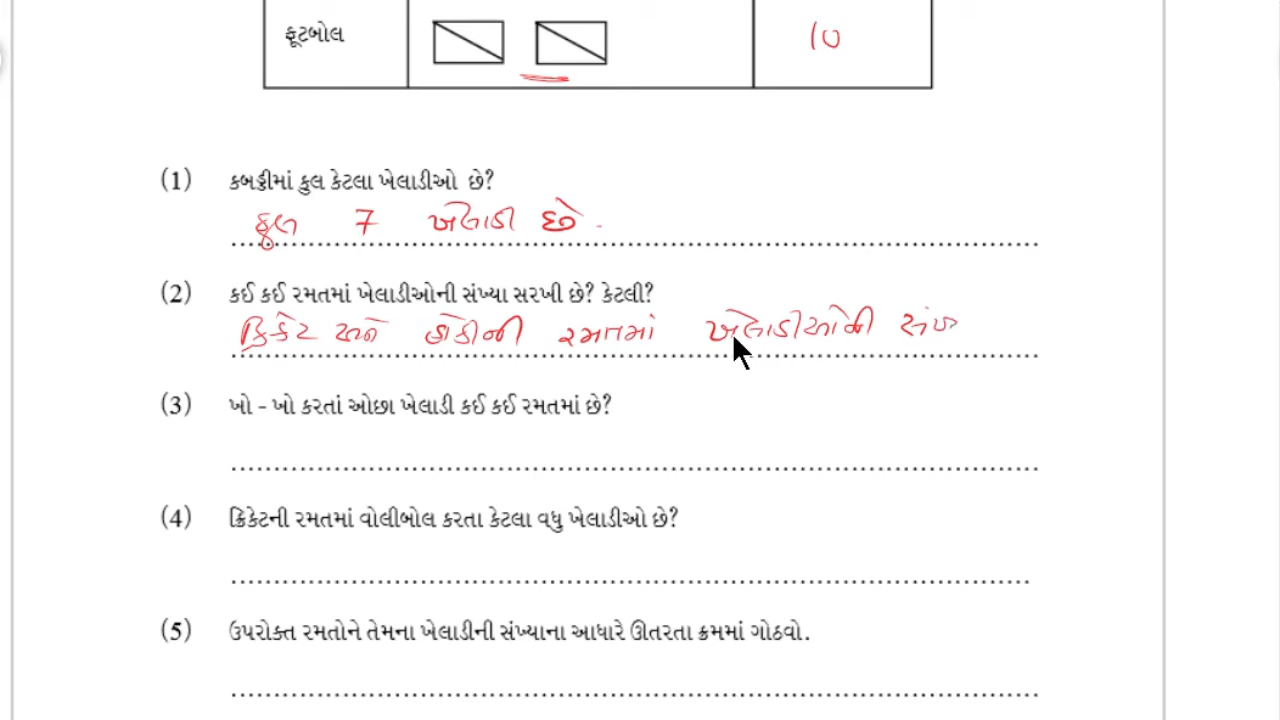 ફૂટબોલ 10
(1) કબડ્ડીમાં કુલ કેટલા ખેલાડીઓ છે?
કુલ 7 ખેલાડી છે.
(2) કઈ કઈ રમતમાં ખેલાડીઓની સંખ્યા સરખી છે? કેટલી?
ક્રિકેટ અને હોકીની રમતમાં ખેલાડીઓની સંખ
(3) ખો - ખો કરતાં ઓછા ખેલાડી કઈ કઈ રમતમાં છે?
(4) ક્રિકેટની રમતમાં વોલીબોલ કરતા કેટલા વધુ ખેલાડીઓ છે?
(5) ઉપરોક્ત રમતોને તેમના ખેલાડીની સંખ્યાના આધારે ઊતરતા ક્રમમાં ગોઠવો.